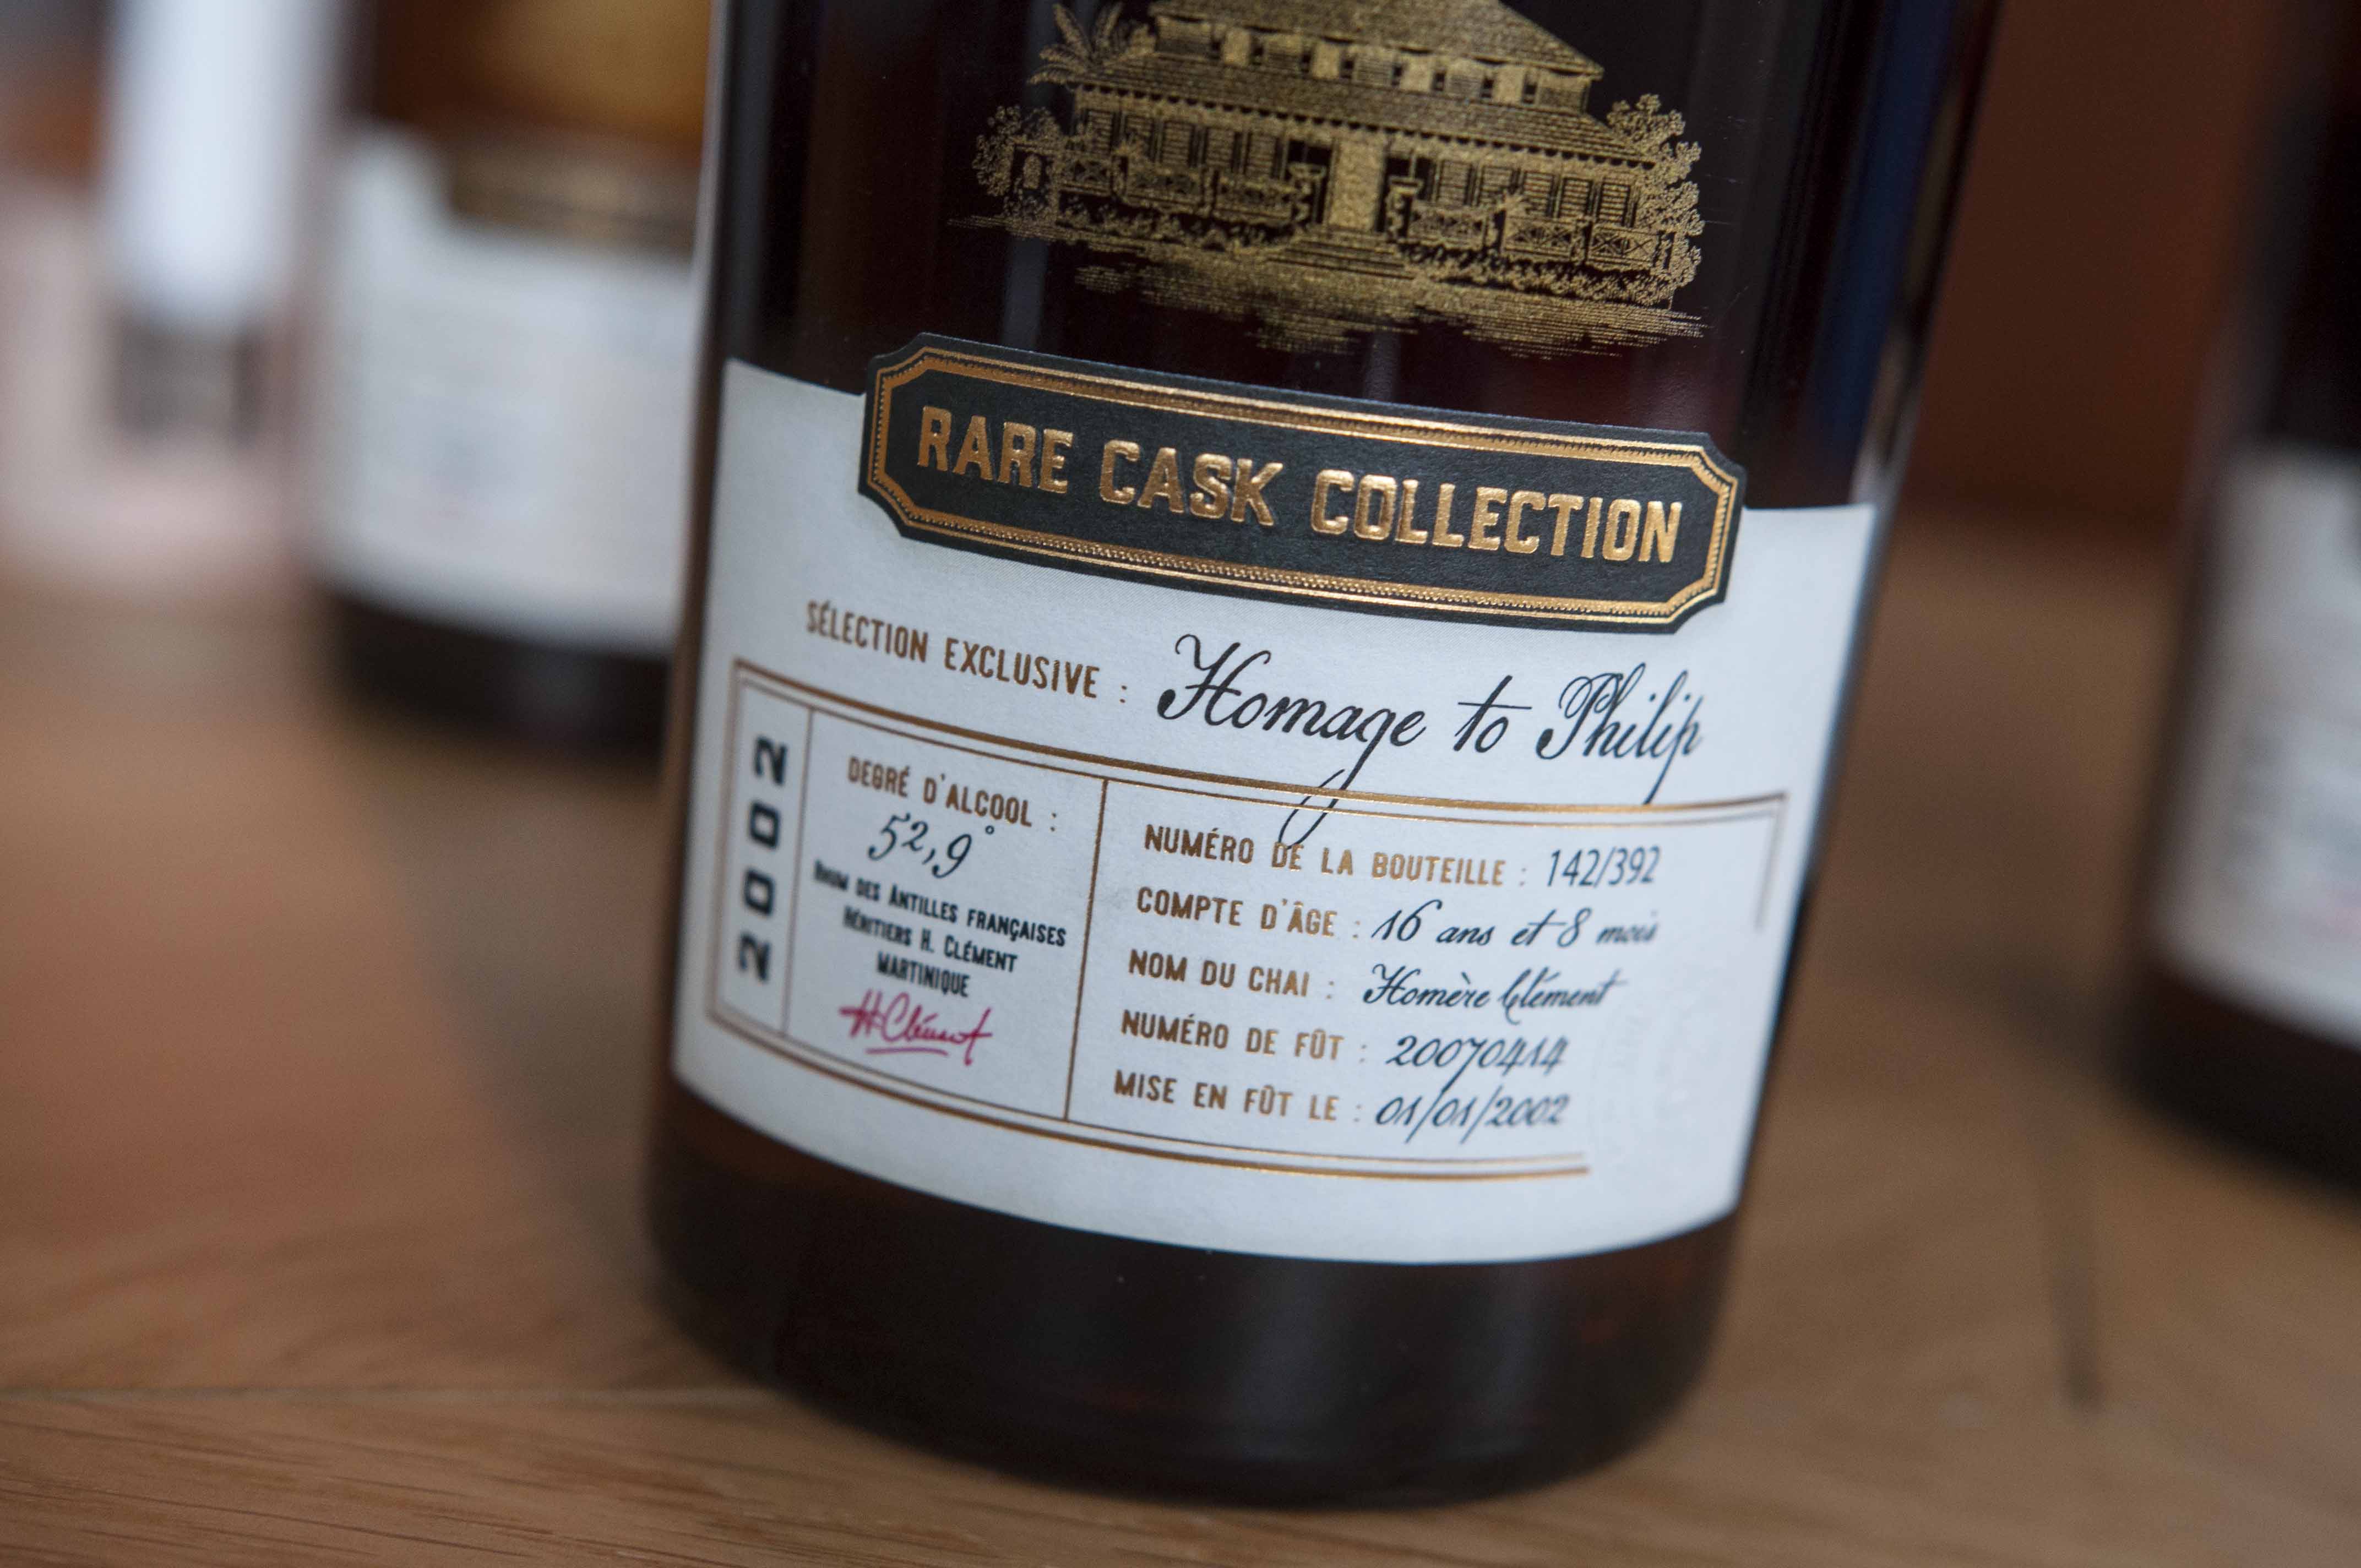 RARE CASK COLLECTION
SÉLECTION EXCLUSIVE : Homage to Philip
2002
DEGRÉ D'ALCOOL :
52,9°
RHUM DES ANTILLES FRANÇAISES
HÉRITIERS H. CLÉMENT
MARTINIQUE
H. Clément
NUMÉRO DE LA BOUTEILLE : 142/392
COMPTE D'ÂGE : 16 ans et 8 mois
NOM DU CHAI : Homère Clément
NUMÉRO DE FÛT : 20070414
MISE EN FÛT LE : 01/01/2002